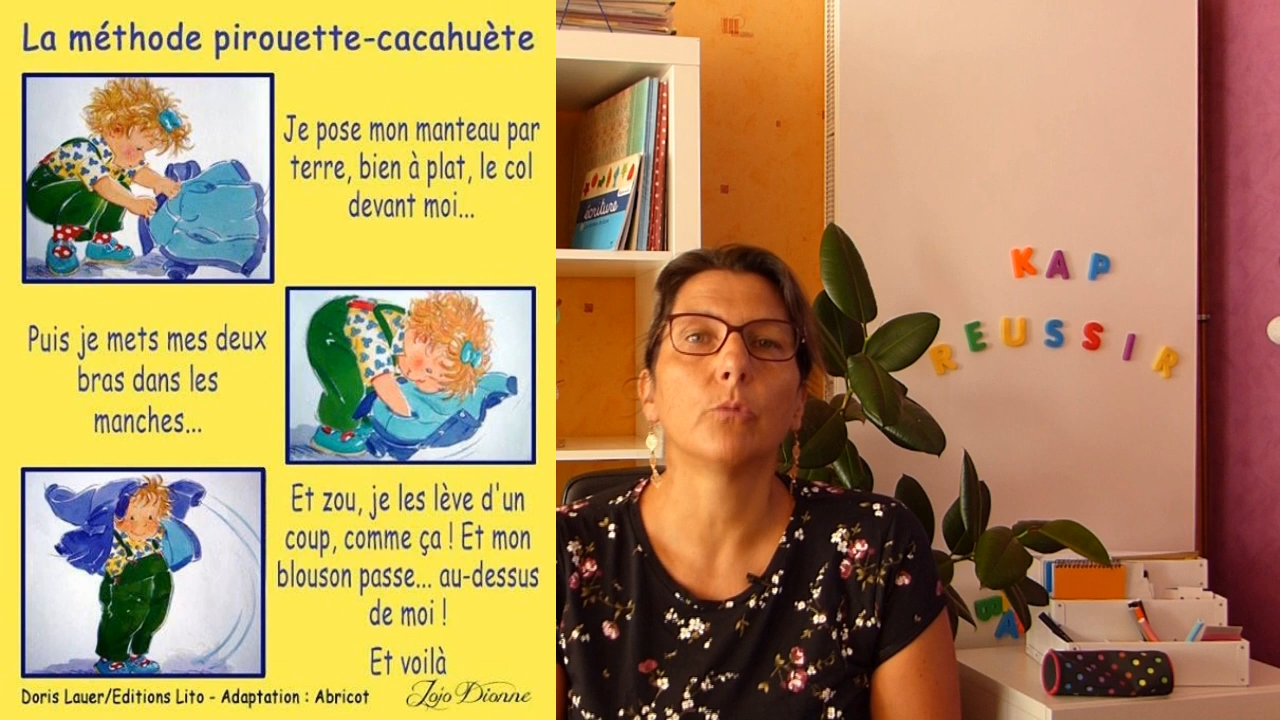 La méthode pirouette-cacahuète
Je pose mon manteau par
terre, bien à plat, le col
devant moi...
Puis je mets mes deux
bras dans les
manches...
Et zou, je les lève d'un
coup, comme ça ! Et mon
blouson passe... au-dessus
de moi !
Et voilà
Doris Lauer/Editions Lito - Adaptation : Abricot
Jojo Dionne
écriture
KAP
REUSSIR